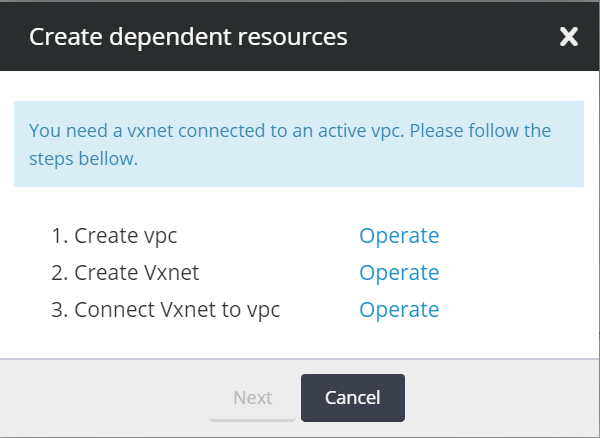 Create dependent resources
You need a vxnet connected to an active vpc. Please follow the
steps bellow.
1. Create vpc Operate
2. Create Vxnet Operate
3. Connect Vxnet to vpc Operate
Next Cancel